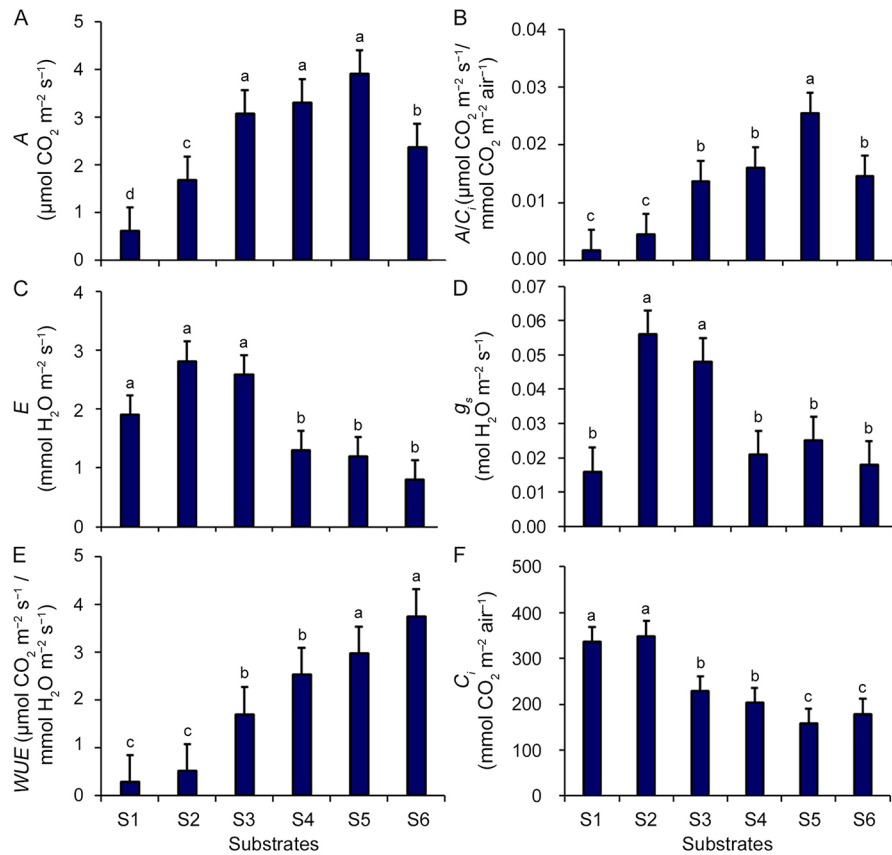 A
A
(µmol CO₂ m⁻² s⁻¹)
5
4
3
2
1
0
d
c
a
a
a
b
B
A/Cᵢ (µmol CO₂ m⁻² s⁻¹/
mmol CO₂ m⁻² air⁻¹)
0.04
0.03
0.02
0.01
0.00
c
c
b
b
a
b
C
E
(mmol H₂O m⁻² s⁻¹)
4
3
2
1
0
a
a
a
b
b
b
D
gₛ
(mol H₂O m⁻² s⁻¹)
0.07
0.06
0.05
0.04
0.03
0.02
0.01
0.00
b
a
a
b
b
b
E
WUE (µmol CO₂ m⁻² s⁻¹ /
mmol H₂O m⁻² s⁻¹)
5
4
3
2
1
0
c
c
b
b
a
a
S1 S2 S3 S4 S5 S6
Substrates
F
Cᵢ
(mmol CO₂ m⁻² air⁻¹)
500
400
300
200
100
0
a
a
b
b
c
c
S1 S2 S3 S4 S5 S6
Substrates